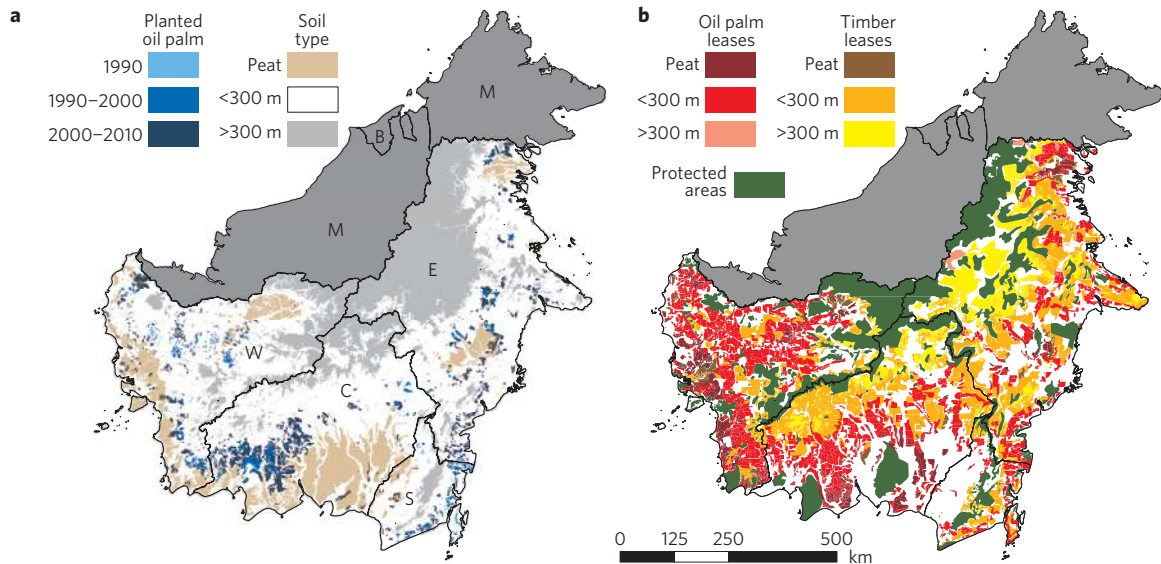 a
Planted oil palm
Soil type
1990
Peat
1990–2000
<300 m
2000–2010
>300 m
M
B
M
E
W
C
S
b
Oil palm leases
Timber leases
Peat
Peat
<300 m
<300 m
>300 m
>300 m
Protected areas
0 125 250 500
km